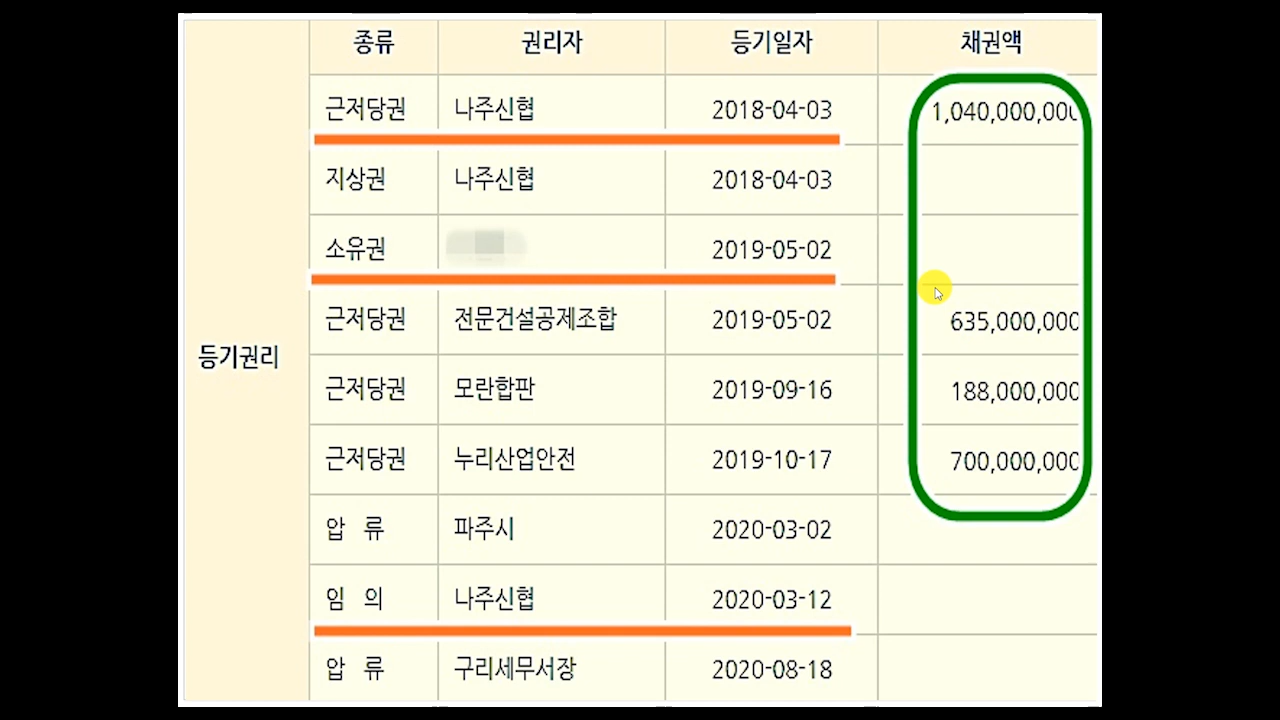 종류 권리자 등기일자 채권액
근저당권 나주신협 2018-04-03 1,040,000,000
지상권 나주신협 2018-04-03
소유권 2019-05-02
근저당권 전문건설공제조합 2019-05-02 635,000,000
등기권리
근저당권 모란합판 2019-09-16 188,000,000
근저당권 누리산업안전 2019-10-17 700,000,000
압 류 파주시 2020-03-02
임 의 나주신협 2020-03-12
압 류 구리세무서장 2020-08-18